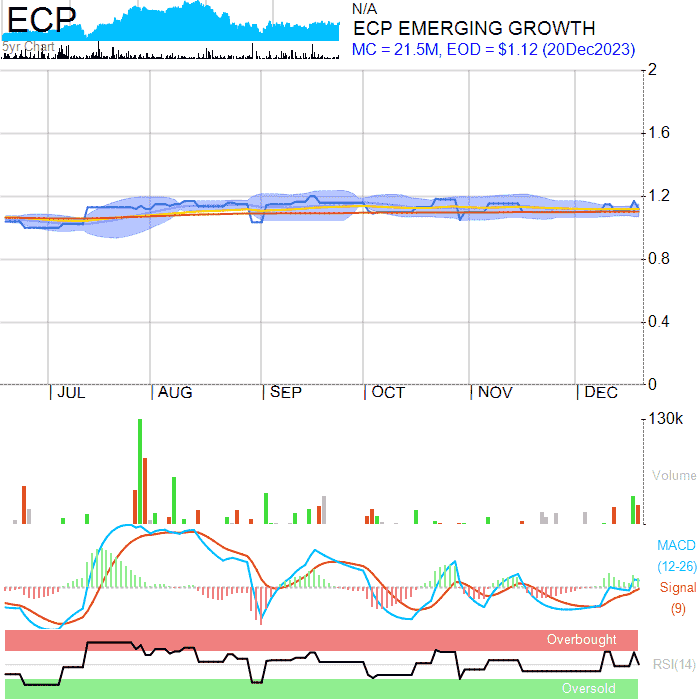 ECP
5yr Chart
N/A
ECP EMERGING GROWTH
MC = 21.5M, EOD = $1.12 (20Dec2023)
2
1.6
1.2
0.8
0.4
0
JUL AUG SEP OCT NOV DEC
130k
Volume
MACD
(12-26)
Signal
(9)
Overbought
RSI(14)
Oversold